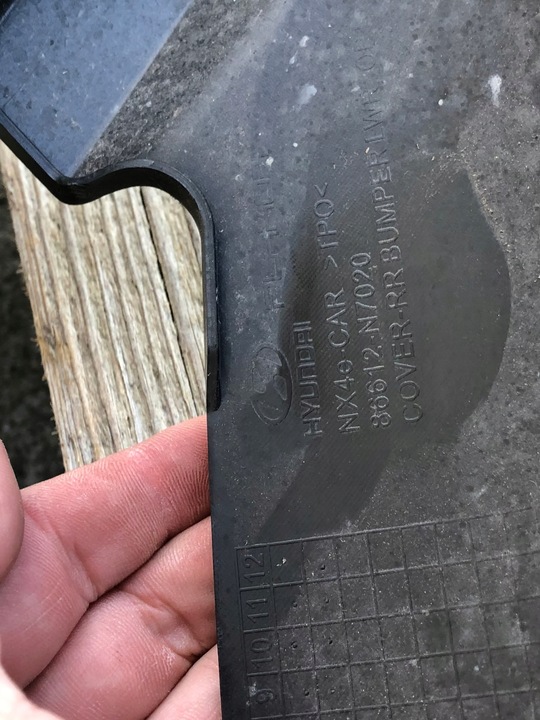 HYUNDAI
NX4e-CAR >TPO<
86612-N7020
COVER-RR BUMPER LWR
12
11
10
9